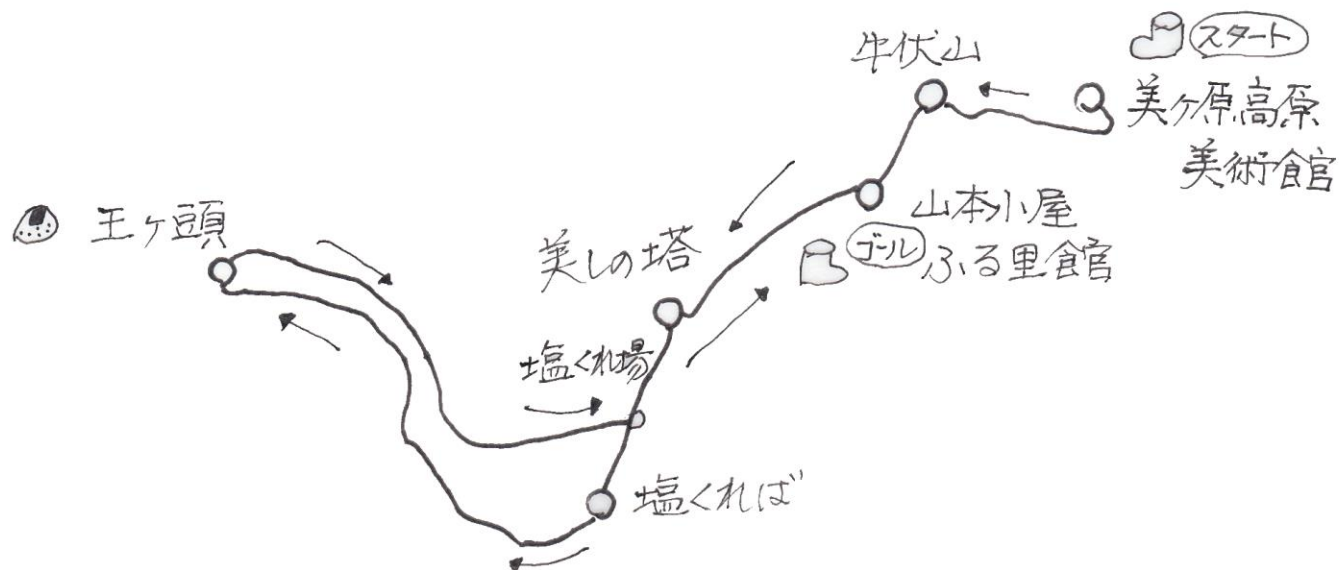 スタート
牛伏山
美ヶ原高原
美術館
山本小屋
ゴール
ふる里館
美しの塔
王ヶ頭
塩くれ場
塩くれば